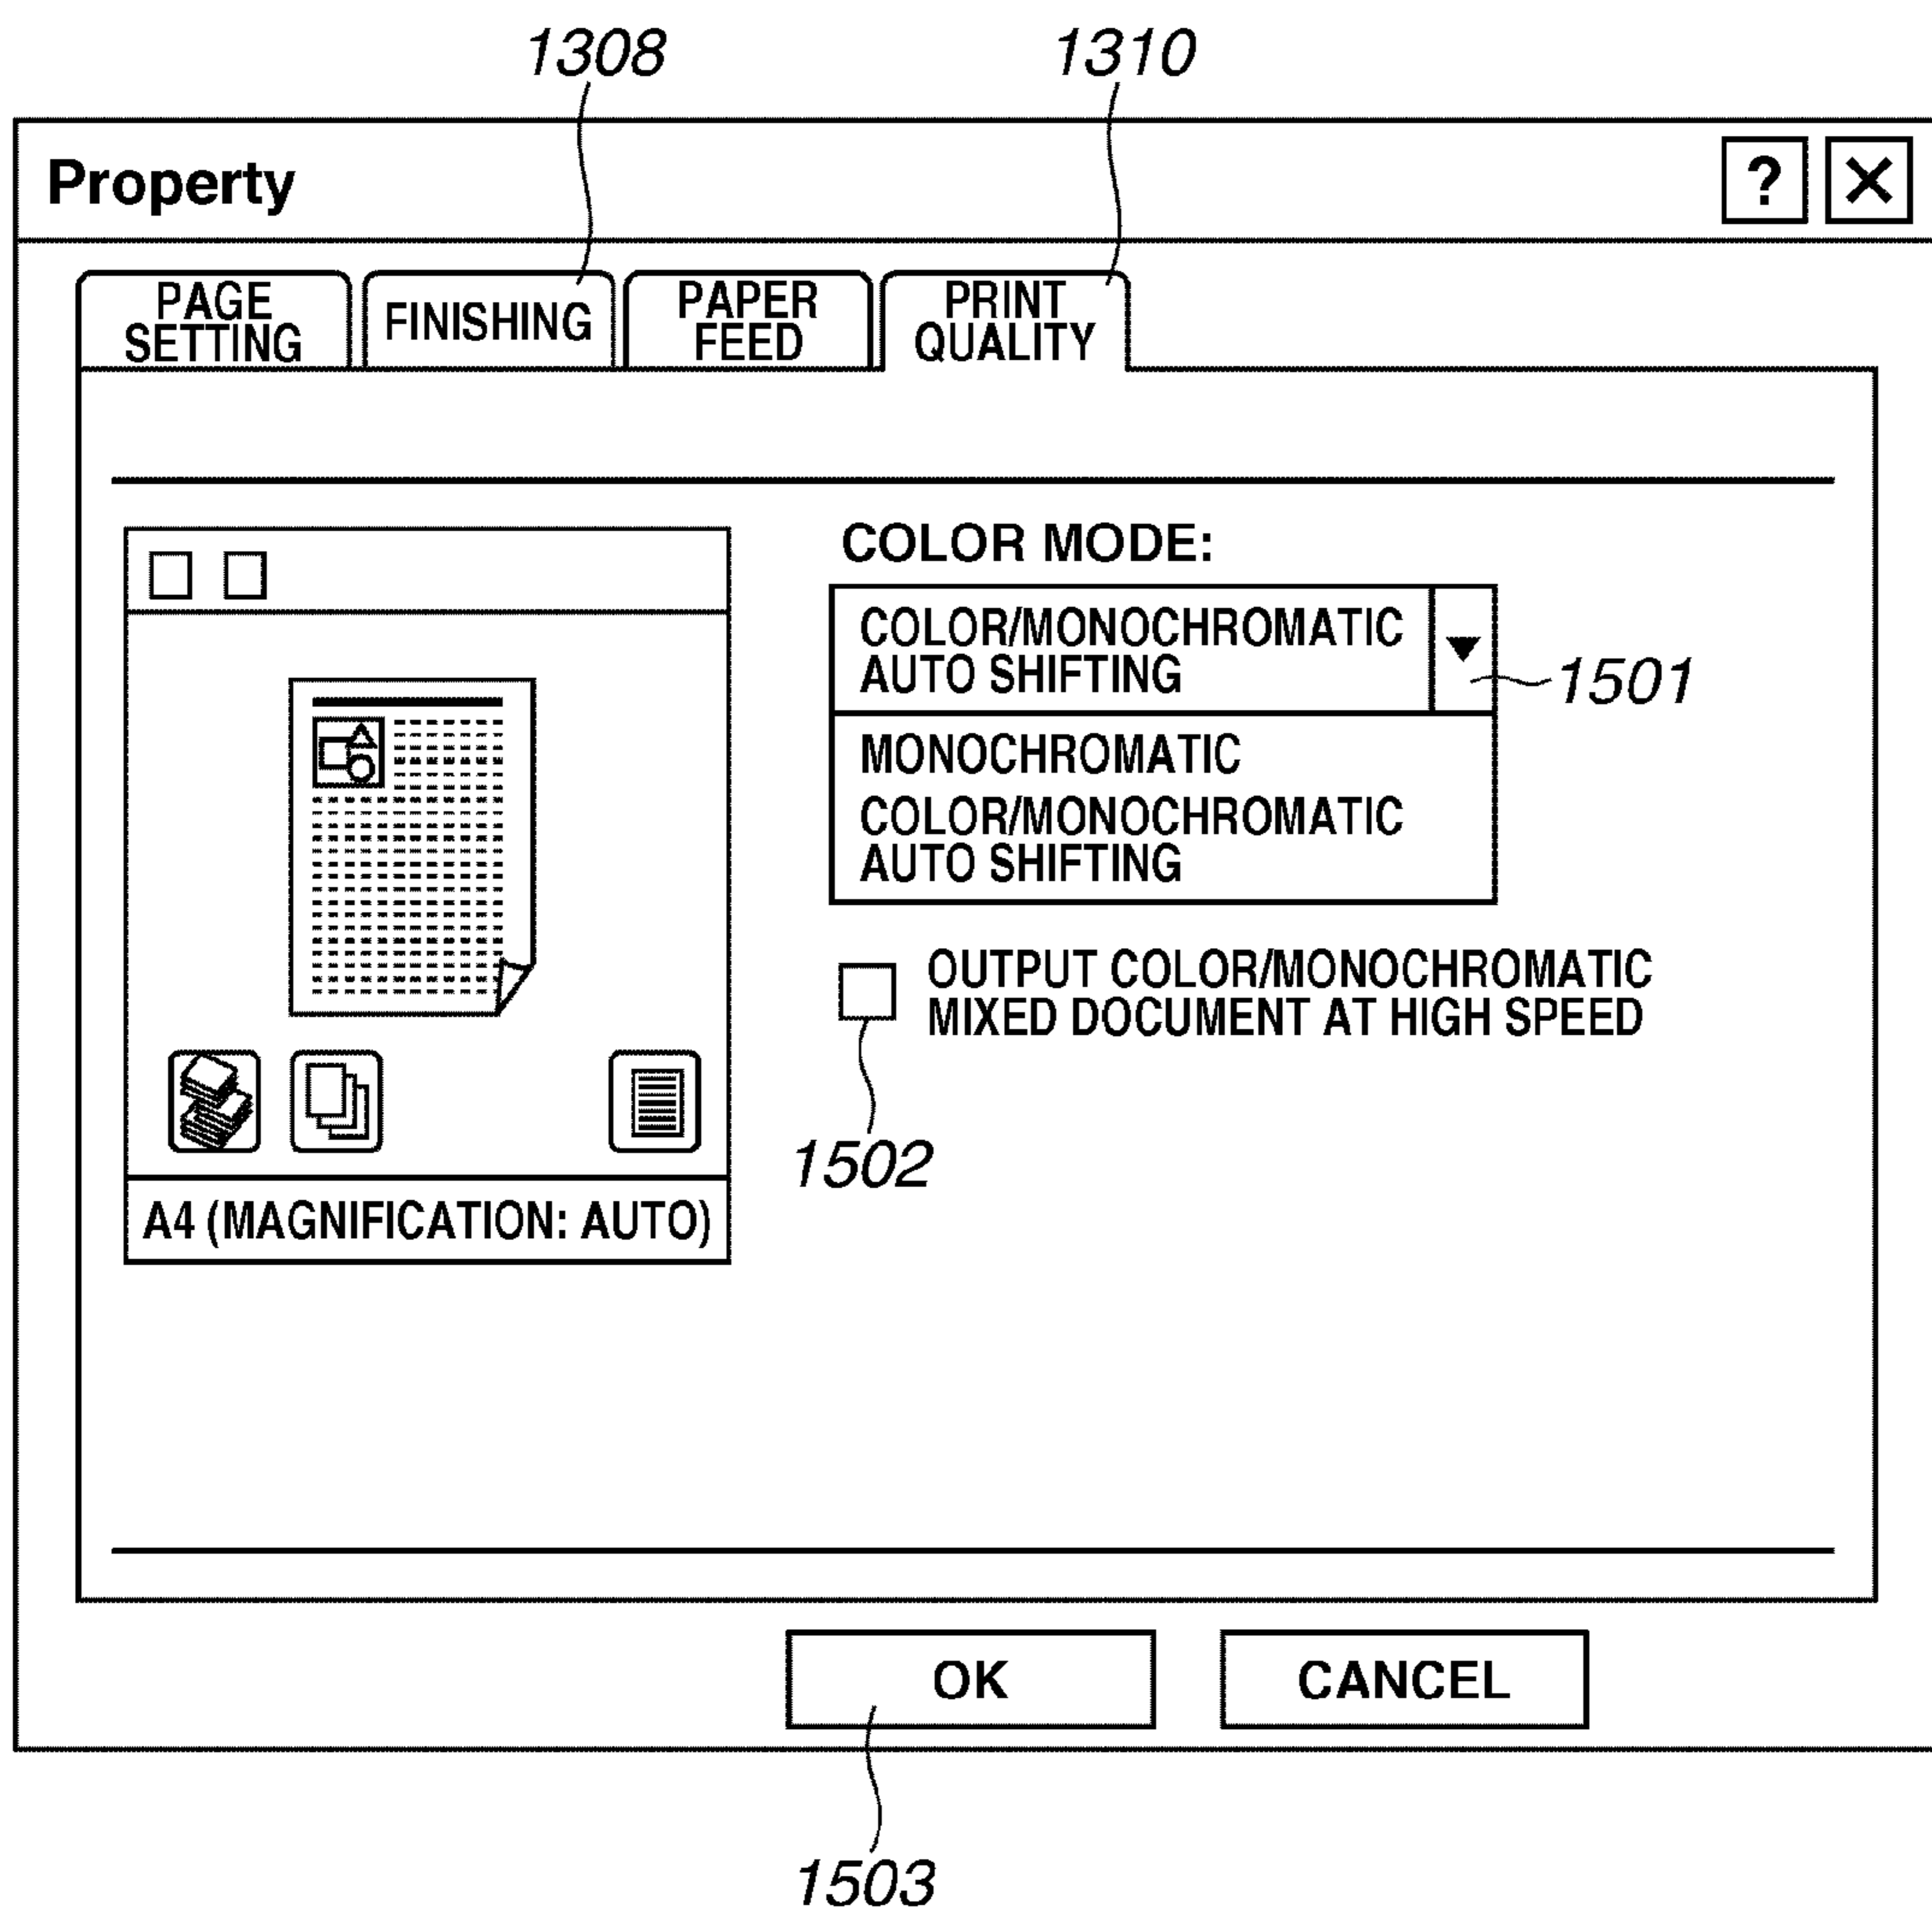 1308
1310
Property
?
PAGE
SETTING
FINISHING
PAPER
FEED
PRINT
QUALITY
COLOR MODE:
COLOR/MONOCHROMATIC
AUTO SHIFTING
1501
MONOCHROMATIC
COLOR/MONOCHROMATIC
AUTO SHIFTING
OUTPUT COLOR/MONOCHROMATIC
MIXED DOCUMENT AT HIGH SPEED
1502
A4 (MAGNIFICATION: AUTO)
OK
CANCEL
1503